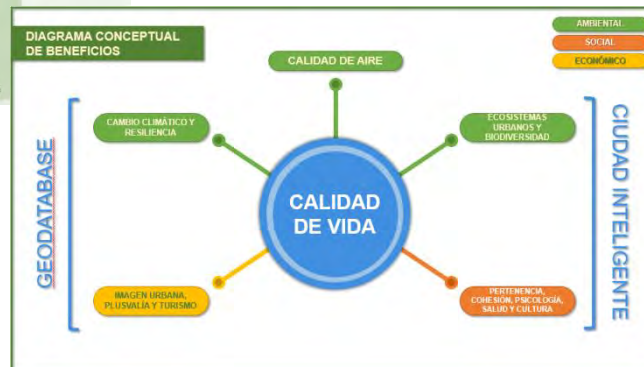 DIAGRAMA CONCEPTUAL
DE BENEFICIOS
AMBIENTAL
SOCIAL
ECONÓMICO
CALIDAD DE AIRE
CAMBIO CLIMÁTICO Y
RESILIENCIA
ECOSISTEMAS
URBANOS Y
BIODIVERSIDAD
GEODATABASE
CALIDAD
DE VIDA
CIUDAD INTELIGENTE
IMAGEN URBANA,
PLUSVALÍA Y TURISMO
PERTENENCIA,
COHESIÓN, PSICOLOGÍA,
SALUD Y CULTURA